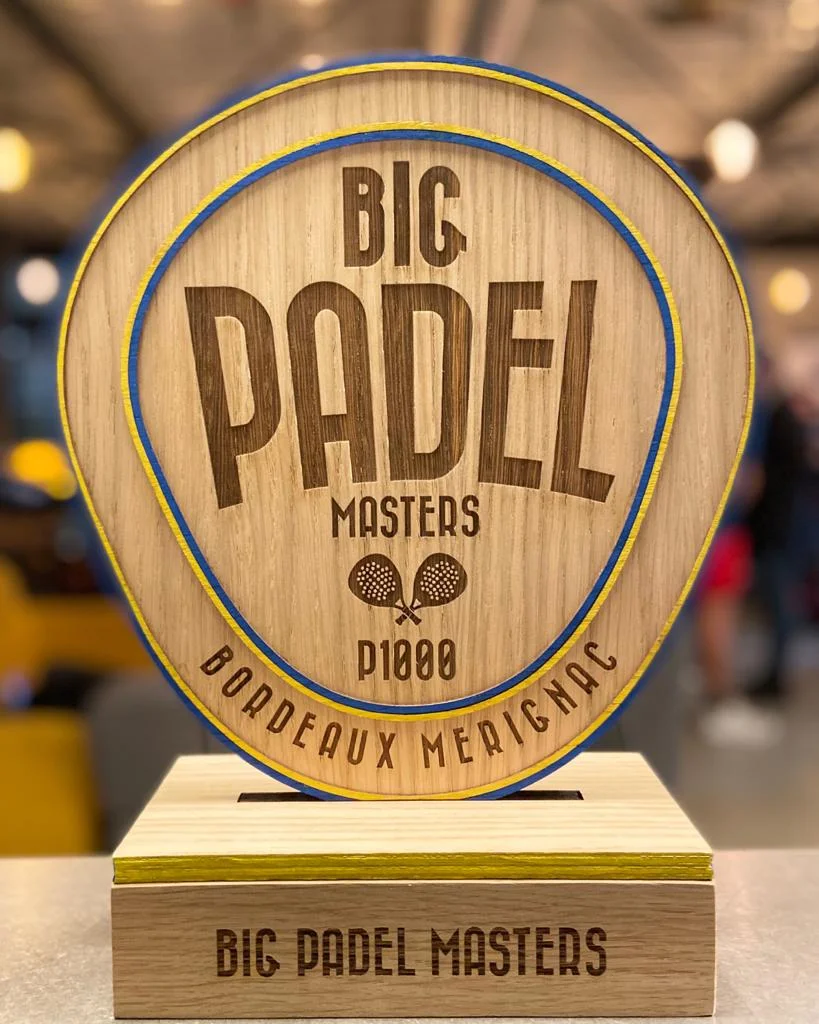 BIG
PADEL
MASTERS
P1000
BORDEAUX MERIGNAC
BIG PADEL MASTERS